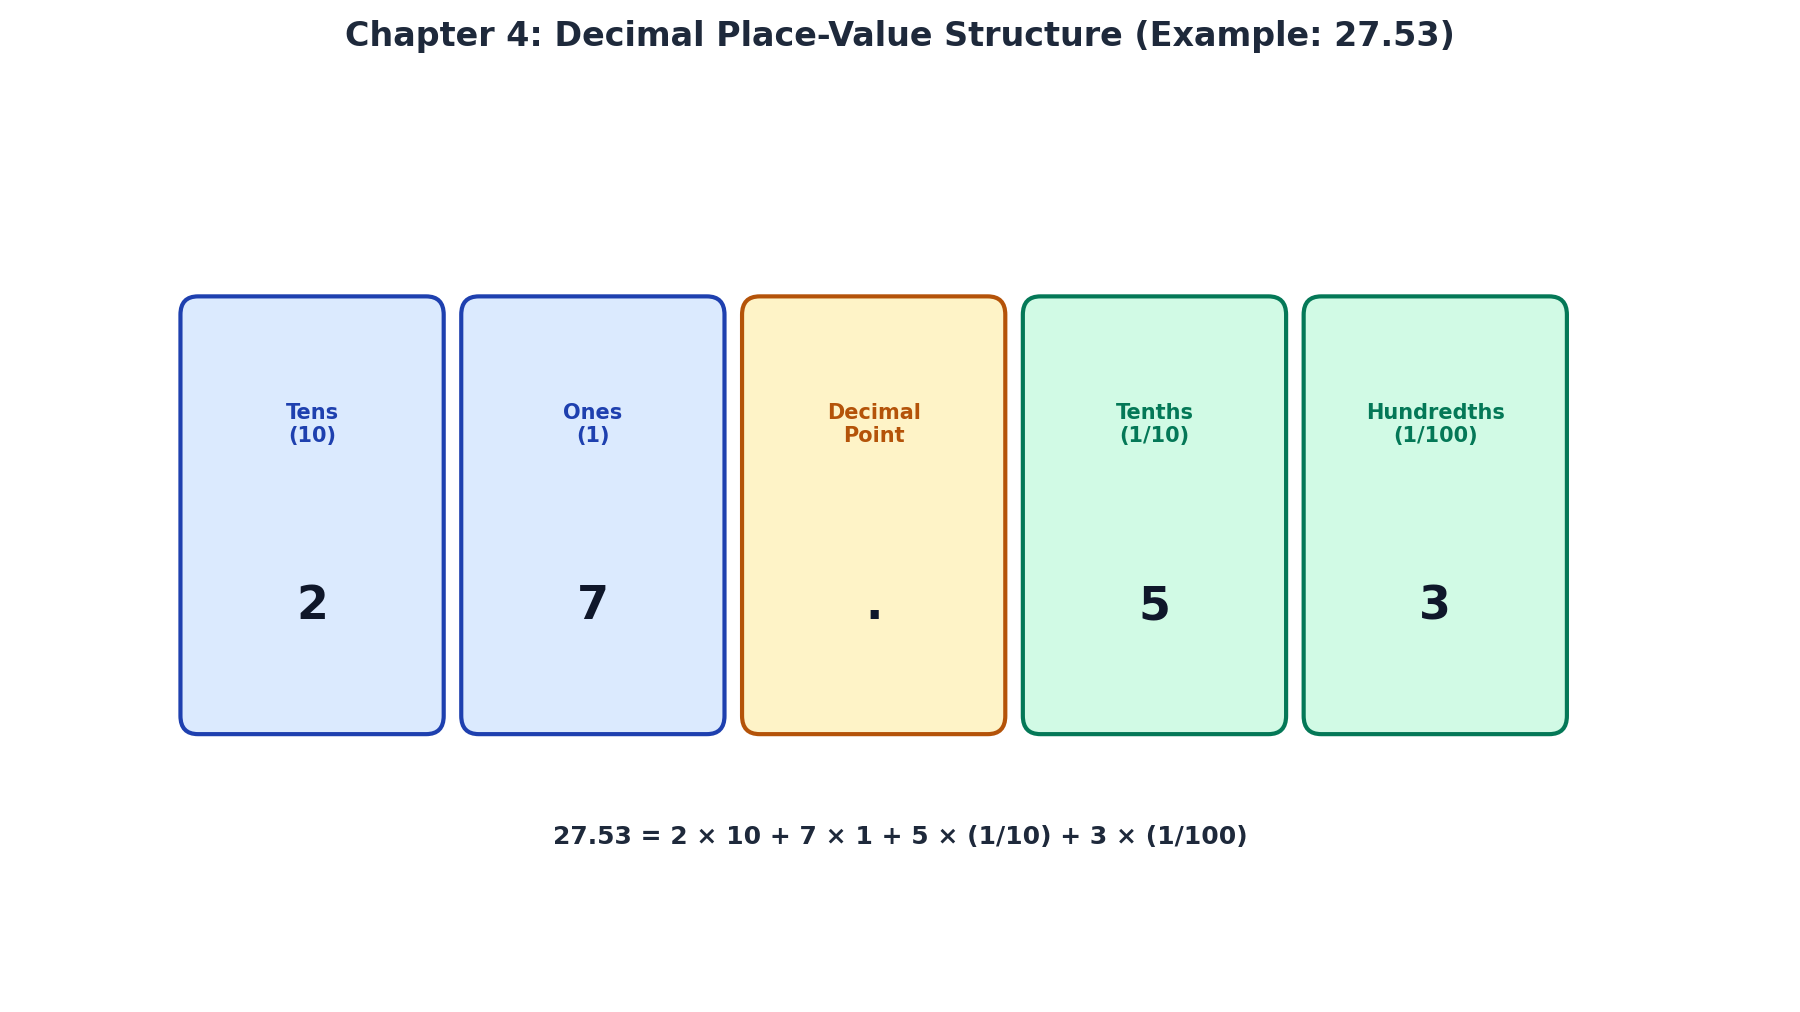 Chapter 4: Decimal Place-Value Structure (Example: 27.53)
Tens
(10)
2
Ones
(1)
7
Decimal
Point
.
Tenths
(1/10)
5
Hundredths
(1/100)
3
27.53 = 2 × 10 + 7 × 1 + 5 × (1/10) + 3 × (1/100)